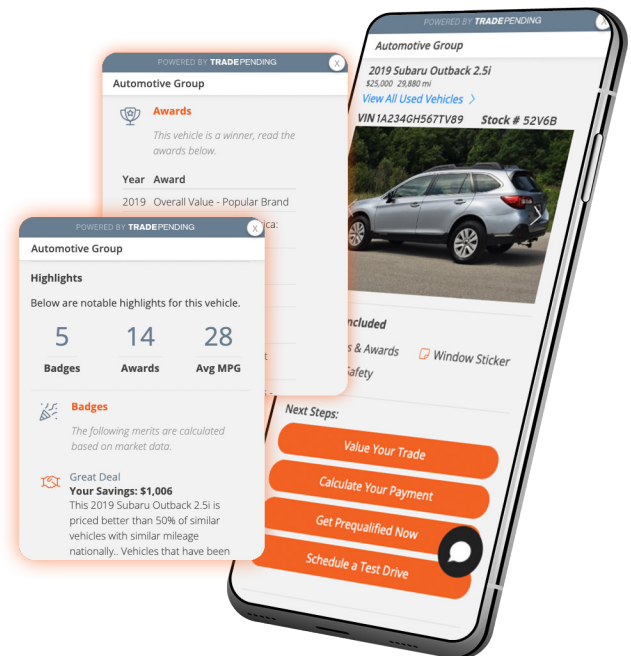 POWERED BY TRADEPENDING
X
Automotive Group
2019 Subaru Outback 2.5i
$25,000 29,880 mi
View All Used Vehicles >
VIN 1A234GH567TV89 Stock # 52V6B
& Awards
Window Sticker
Next Steps:
Value Your Trade
Calculate Your Payment
Get Prequalified Now
Schedule a Test Drive
POWERED BY TRADEPENDING
X
Automotive Group
Awards
This vehicle is a winner, read the
awards below.
Year Award
2019 Overall Value - Popular Brand
POWERED BY TRADEPENDING
X
Automotive Group
Highlights
Below are notable highlights for this vehicle.
5 14 28
Badges Awards Avg MPG
Badges
The following merits are calculated
based on market data.
Great Deal
Your Savings: $1,006
This 2019 Subaru Outback 2.5i is
priced better than 50% of similar
vehicles with similar mileage
nationally.. Vehicles that have been